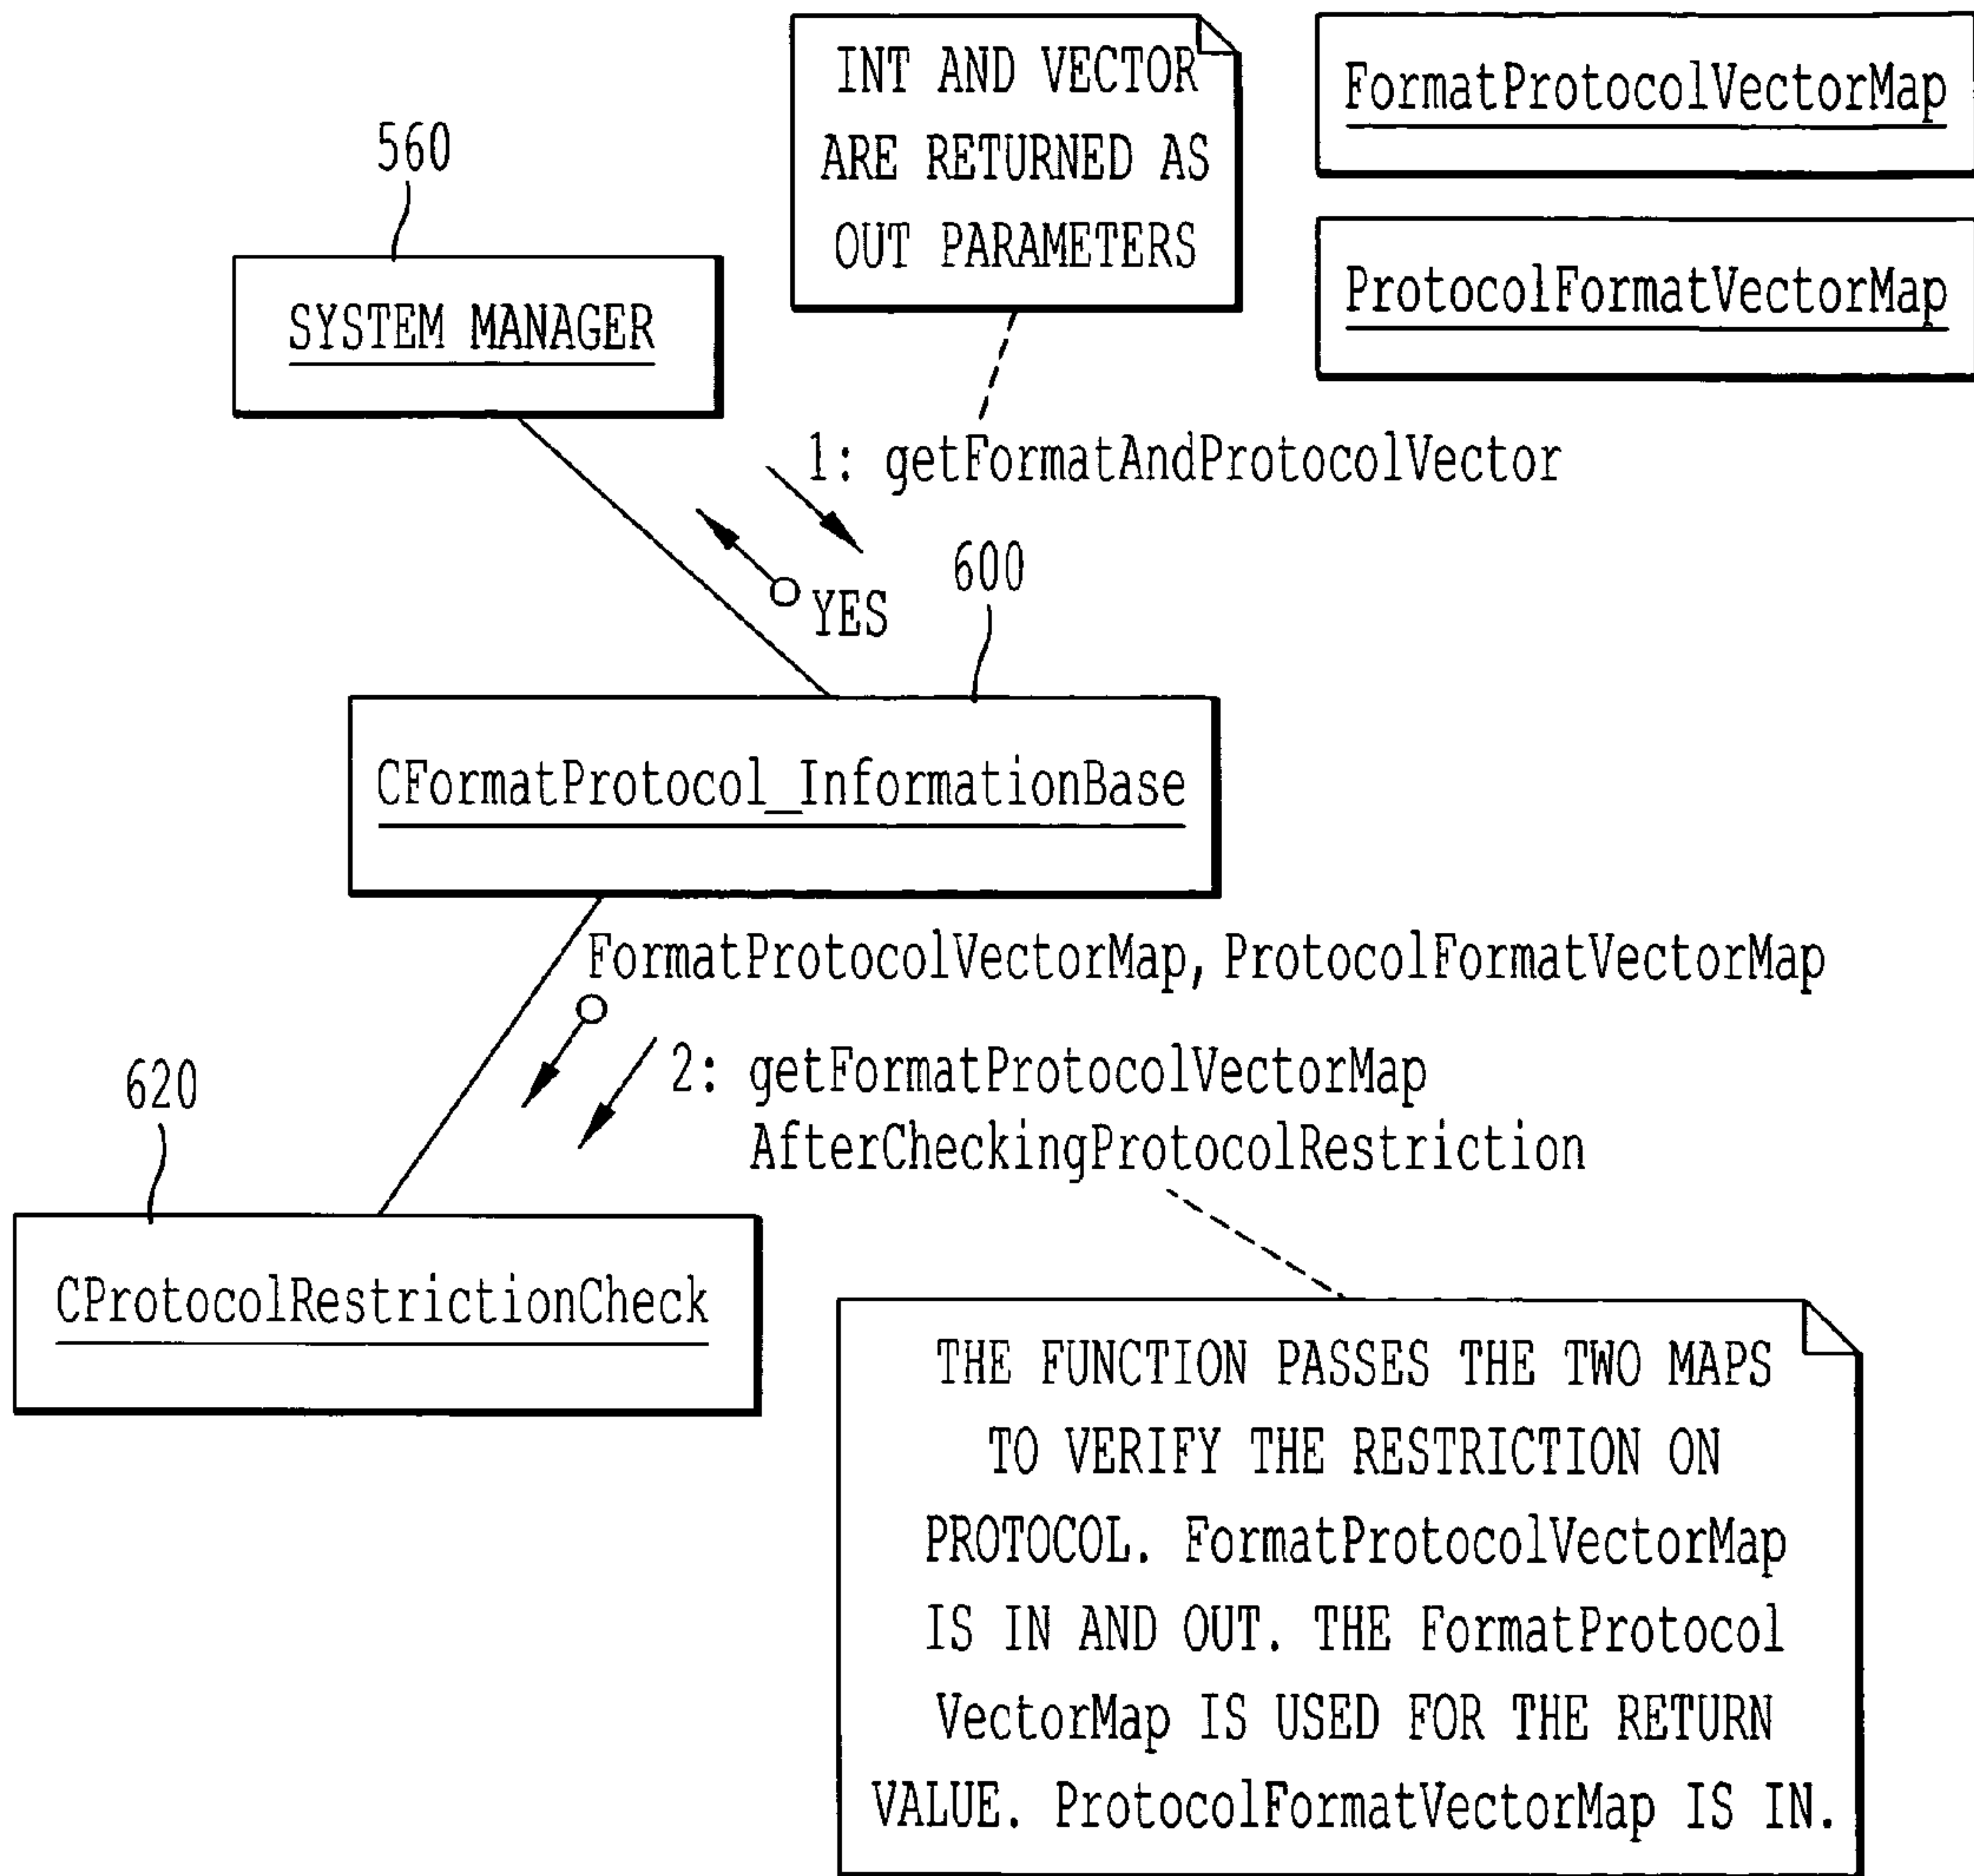 INT AND VECTOR
ARE RETURNED AS
OUT PARAMETERS
FormatProtocolVectorMap
ProtocolFormatVectorMap
560
SYSTEM MANAGER
1: getFormatAndProtocolVector
YES
600
CFormatProtocol_InformationBase
FormatProtocolVectorMap, ProtocolFormatVectorMap
2: getFormatProtocolVectorMap
AfterCheckingProtocolRestriction
620
CProtocolRestrictionCheck
THE FUNCTION PASSES THE TWO MAPS
TO VERIFY THE RESTRICTION ON
PROTOCOL. FormatProtocolVectorMap
IS IN AND OUT. THE FormatProtocol
VectorMap IS USED FOR THE RETURN
VALUE. ProtocolFormatVectorMap IS IN.